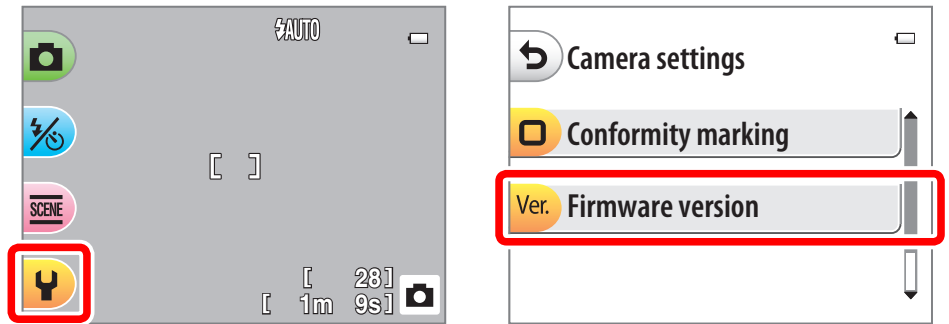 AUTO
SCENE
[ 28]
[ 1m 9s]
Camera settings
Conformity marking
Ver. Firmware version